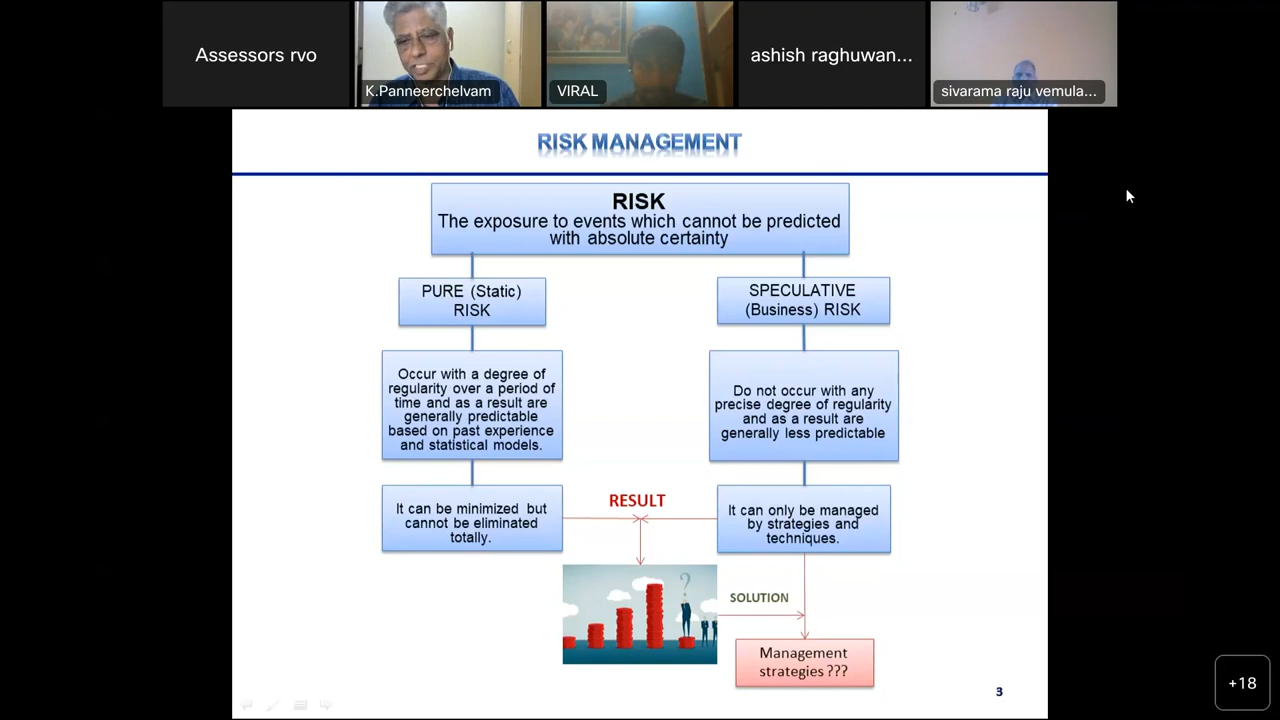 Assessors rvo
K.Panneerchelvam
VIRAL
ashish raghuwan...
sivarama raju vemula...
RISK MANAGEMENT
RISK
The exposure to events which cannot be predicted
with absolute certainty
PURE (Static)
RISK
SPECULATIVE
(Business) RISK
Occur with a degree of
regularity over a period of
time and as a result are
generally predictable
based on past experience
and statistical models.
Do not occur with any
precise degree of regularity
and as a result are
generally less predictable
It can be minimized but
cannot be eliminated
totally.
RESULT
It can only be managed
by strategies and
techniques.
?
SOLUTION
Management
strategies ???
3
+18